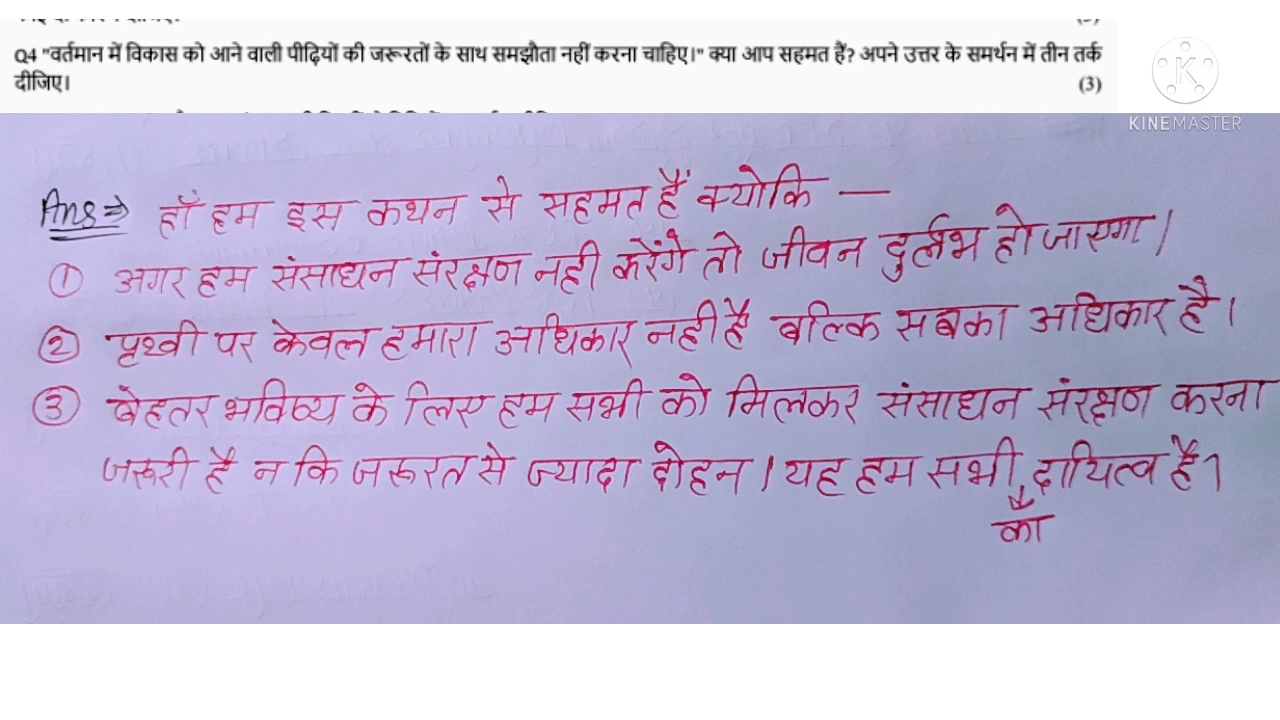 Q4 "वर्तमान में विकास को आने वाली पीढ़ियों की जरूरतों के साथ समझौता नहीं करना चाहिए।" क्या आप सहमत हैं? अपने उत्तर के समर्थन में तीन तर्क
दीजिए। (3)
K
KINEMASTER
Ans⇒ हाँ हम इस कथन से सहमत हैं क्योकि —
① अगर हम संसाधन संरक्षण नही करेंगे तो जीवन दुर्लभ हो जाएगा।
② पृथ्वी पर केवल हमारा अधिकार नही है बल्कि सबका अधिकार है।
③ बेहतर भविष्य के लिए हम सभी को मिलकर संसाधन संरक्षण करना
जरूरी है न कि जरूरत से ज्यादा दोहन। यह हम सभी का दायित्व है।